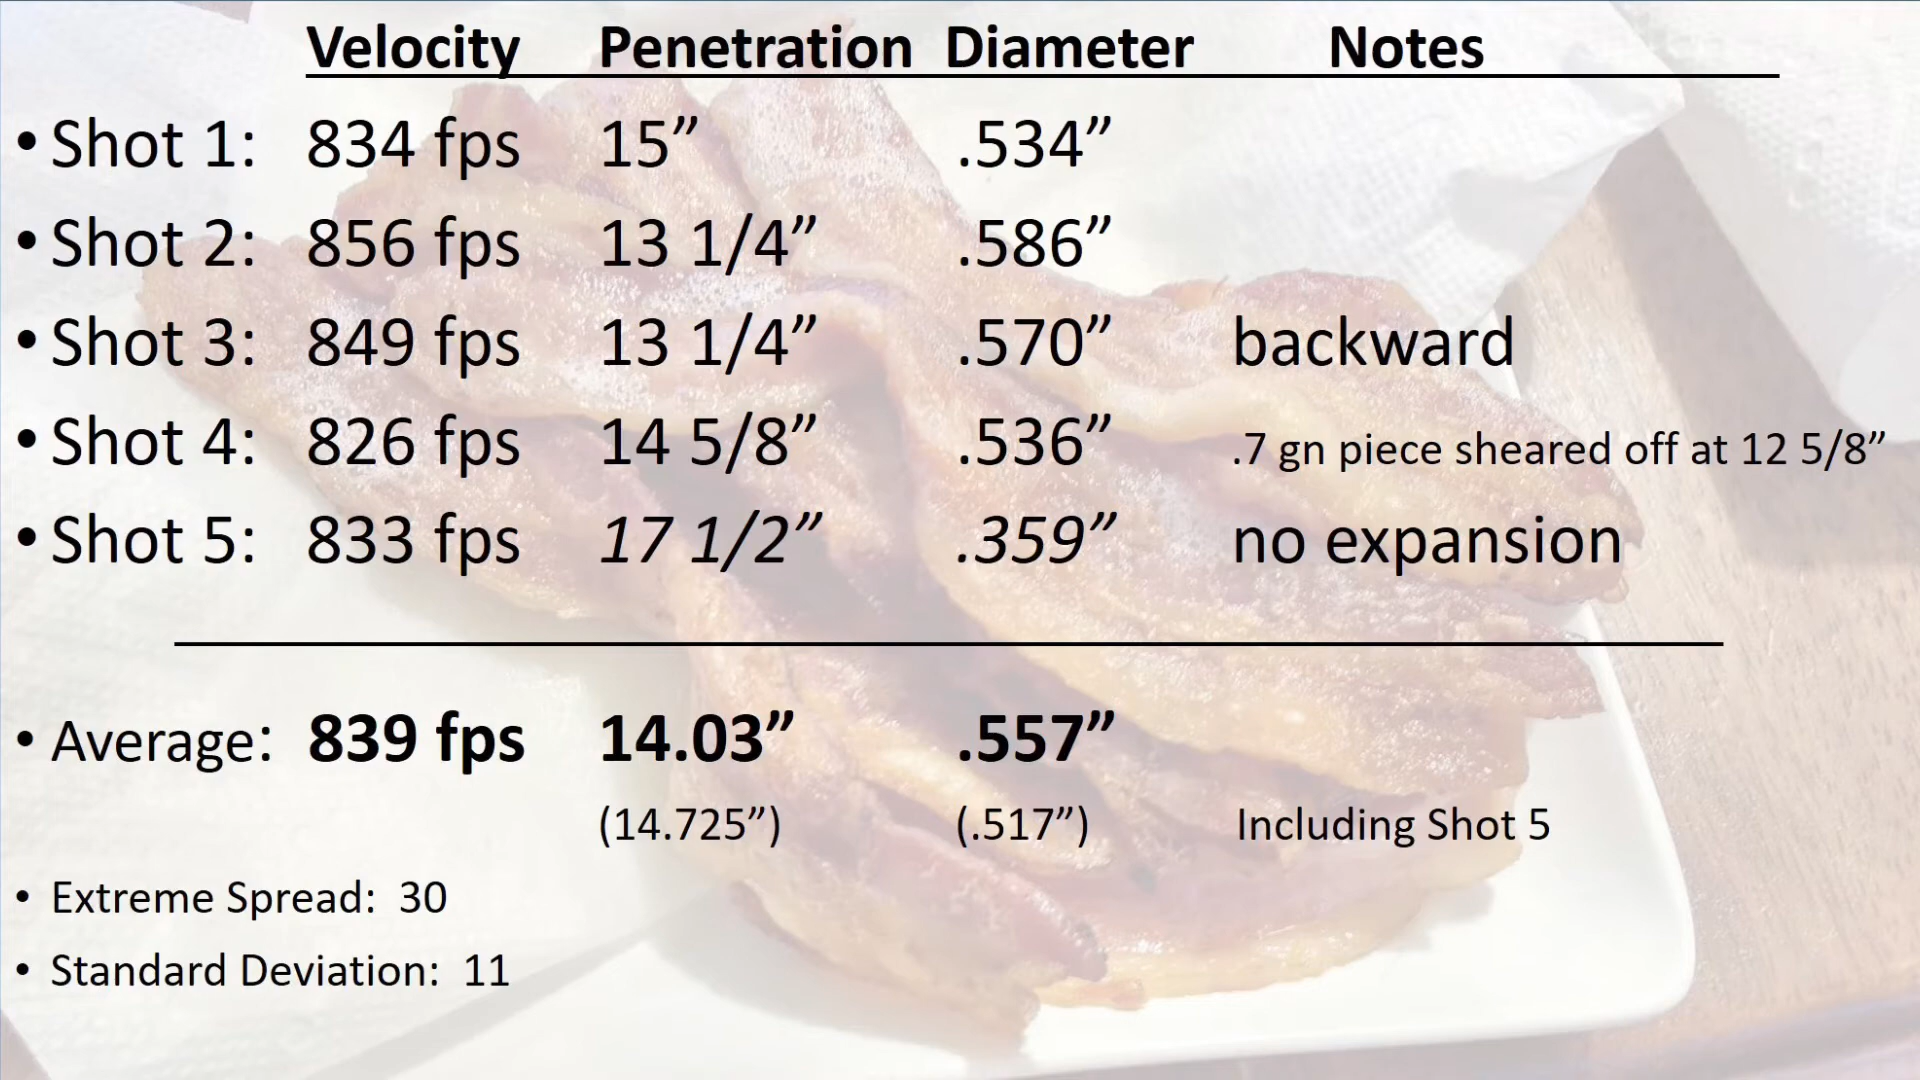 Velocity Penetration Diameter Notes
• Shot 1: 834 fps 15” .534”
• Shot 2: 856 fps 13 1/4” .586”
• Shot 3: 849 fps 13 1/4” .570” backward
• Shot 4: 826 fps 14 5/8” .536” .7 gn piece sheared off at 12 5/8”
• Shot 5: 833 fps 17 1/2” .359” no expansion
• Average: 839 fps 14.03” .557”
(14.725”) (.517”) Including Shot 5
• Extreme Spread: 30
• Standard Deviation: 11